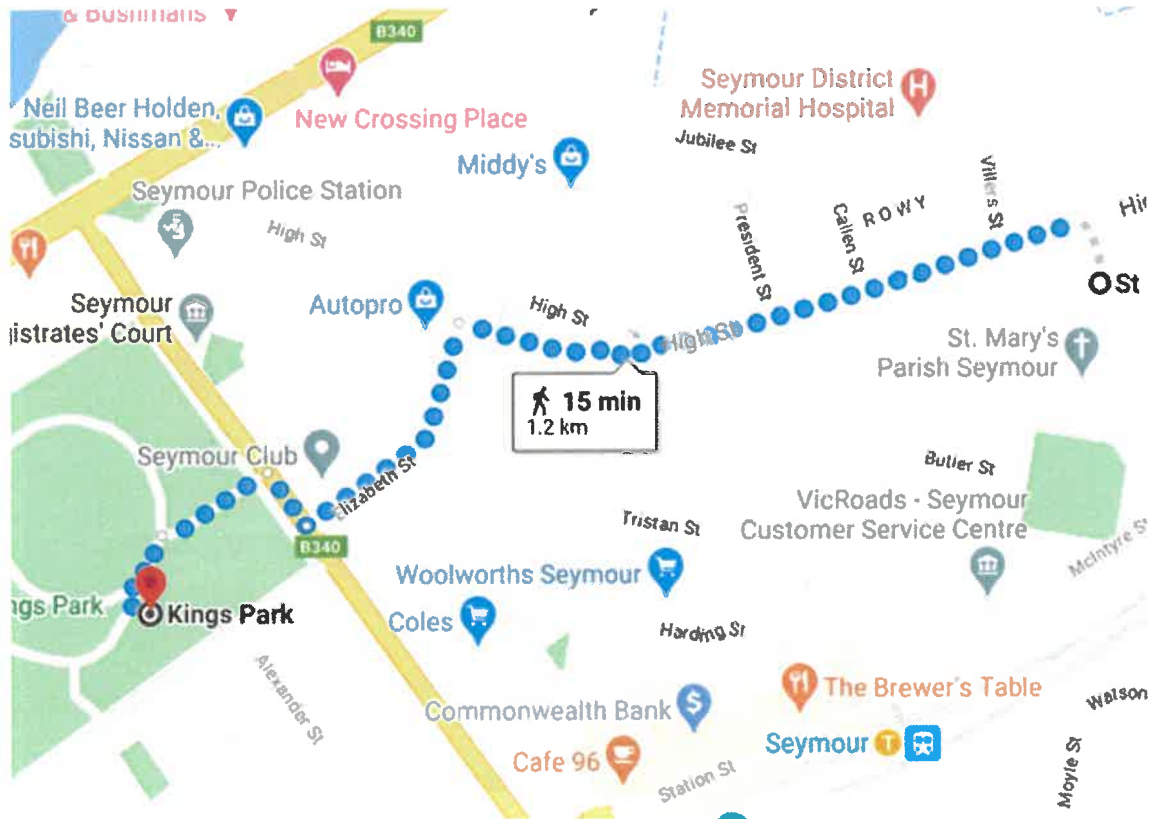 & Bushmans
B340
Neil Beer Holden,
subishi, Nissan &...
New Crossing Place
Seymour District
Memorial Hospital
H
Jubilee St
Middy's
Seymour Police Station
High St
Villers St
ROWY
Callen St
President St
Hi
St
Seymour
gistrates' Court
Autopro
High St
High St
St. Mary's
Parish Seymour
15 min
1.2 km
Seymour Club
Elizabeth St
Butler St
VicRoads - Seymour
Customer Service Centre
McIntyre St
B340
Tristan St
Woolworths Seymour
Coles
Harding St
ngs Park
Kings Park
Alexander St
The Brewer's Table
Commonwealth Bank
$
Seymour T
Cafe 96
Station St
Watson
Moyle St